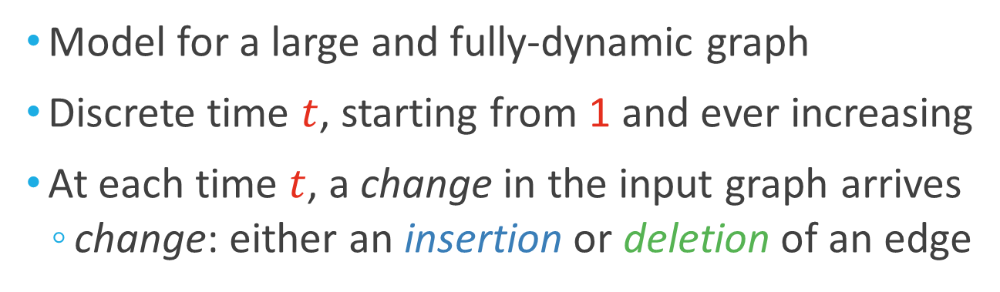 • Model for a large and fully-dynamic graph
• Discrete time t, starting from 1 and ever increasing
• At each time t, a change in the input graph arrives
◦ change: either an insertion or deletion of an edge